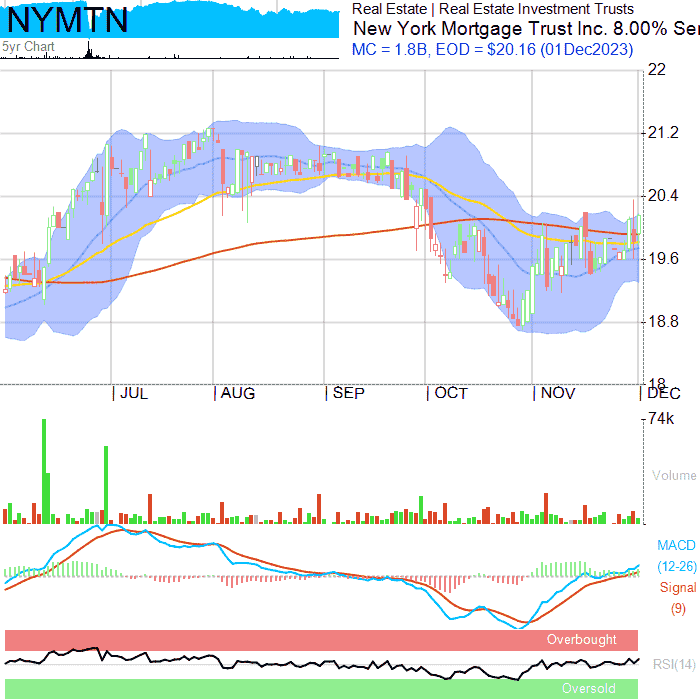 NYMTN
5yr Chart
Real Estate | Real Estate Investment Trusts
New York Mortgage Trust Inc. 8.00% Ser
MC = 1.8B, EOD = $20.16 (01Dec2023)
22
21.2
20.4
19.6
18.8
18
JUL AUG SEP OCT NOV DEC
74k
Volume
MACD
(12-26)
Signal
(9)
Overbought
RSI(14)
Oversold